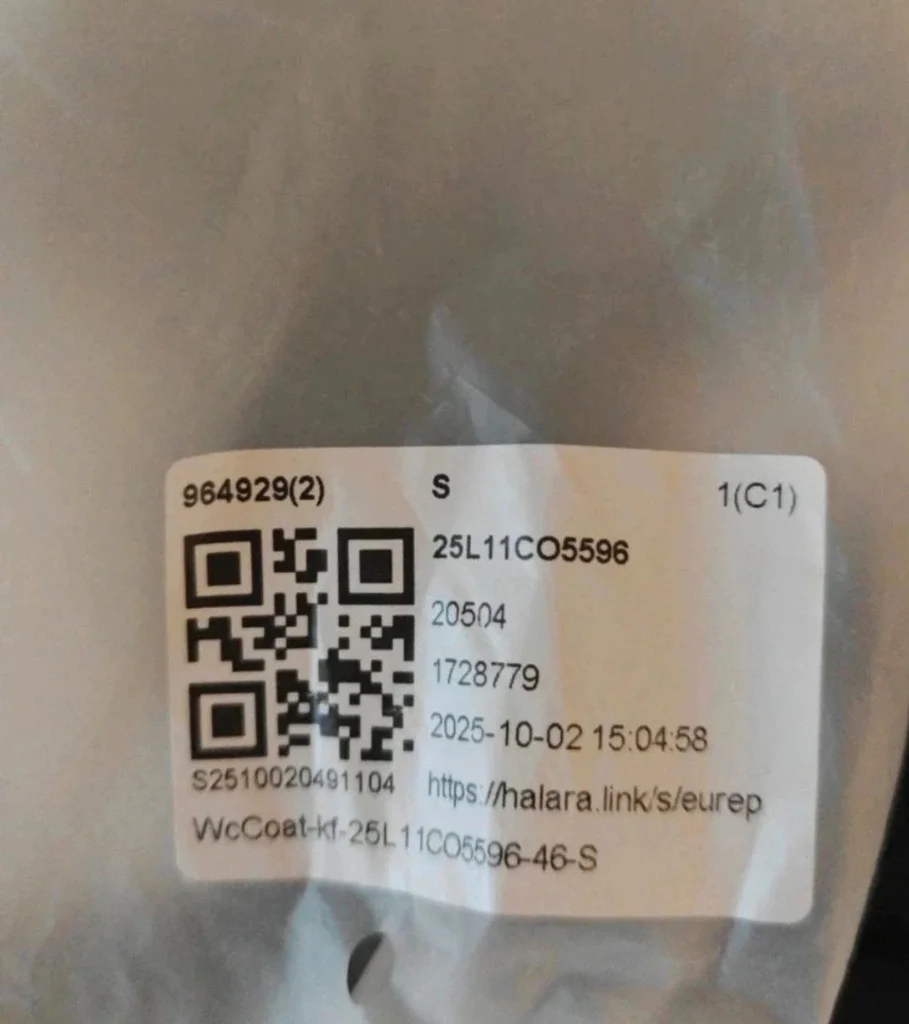 964929(2) S 1(C1)
25L11CO5596
20504
1728779
2025-10-02 15:04:58
S2510020491104
https://halara.link/s/eurep
WcCoat-kf-25L11CO5596-46-S